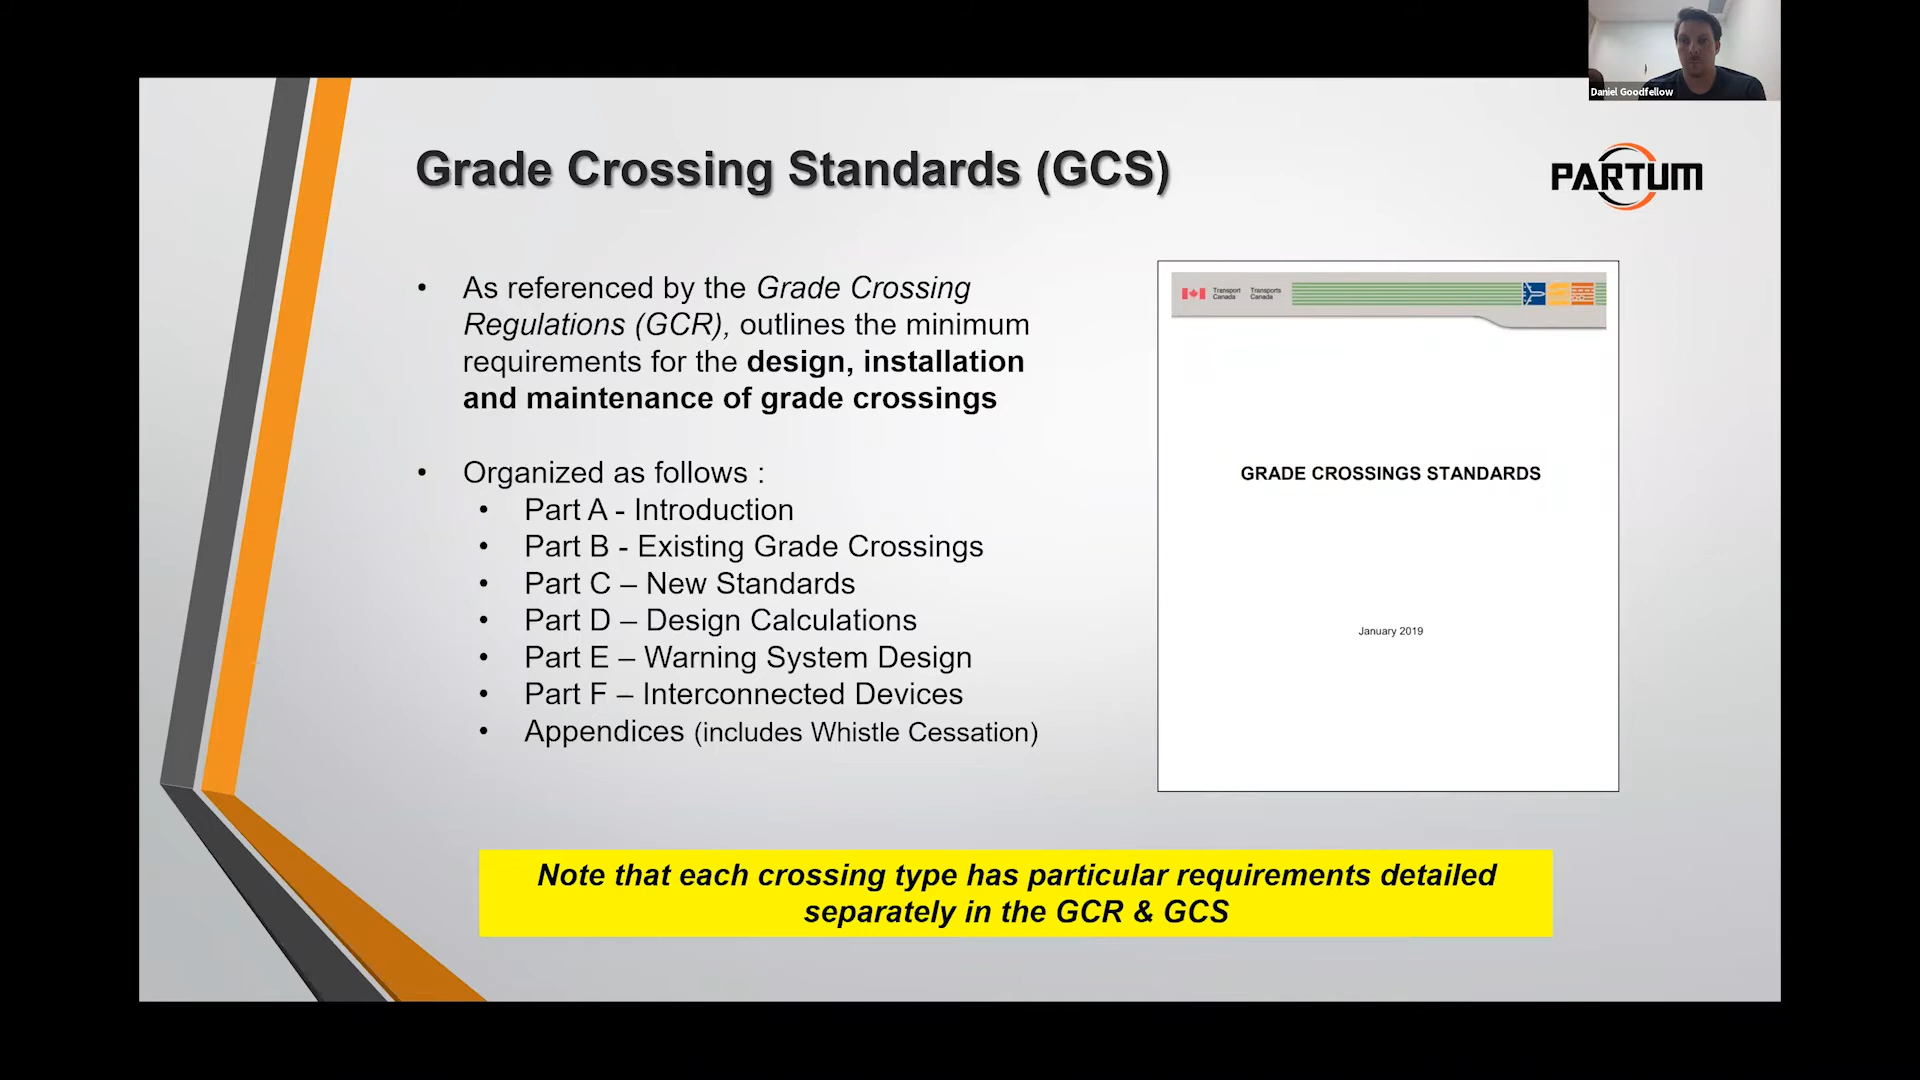 Daniel Goodfellow
Grade Crossing Standards (GCS)
PARTUM
• As referenced by the Grade Crossing
Regulations (GCR), outlines the minimum
requirements for the design, installation
and maintenance of grade crossings
• Organized as follows :
• Part A - Introduction
• Part B - Existing Grade Crossings
• Part C – New Standards
• Part D – Design Calculations
• Part E – Warning System Design
• Part F – Interconnected Devices
• Appendices (includes Whistle Cessation)
Transport Transports
Canada Canada
GRADE CROSSINGS STANDARDS
January 2019
Note that each crossing type has particular requirements detailed
separately in the GCR & GCS